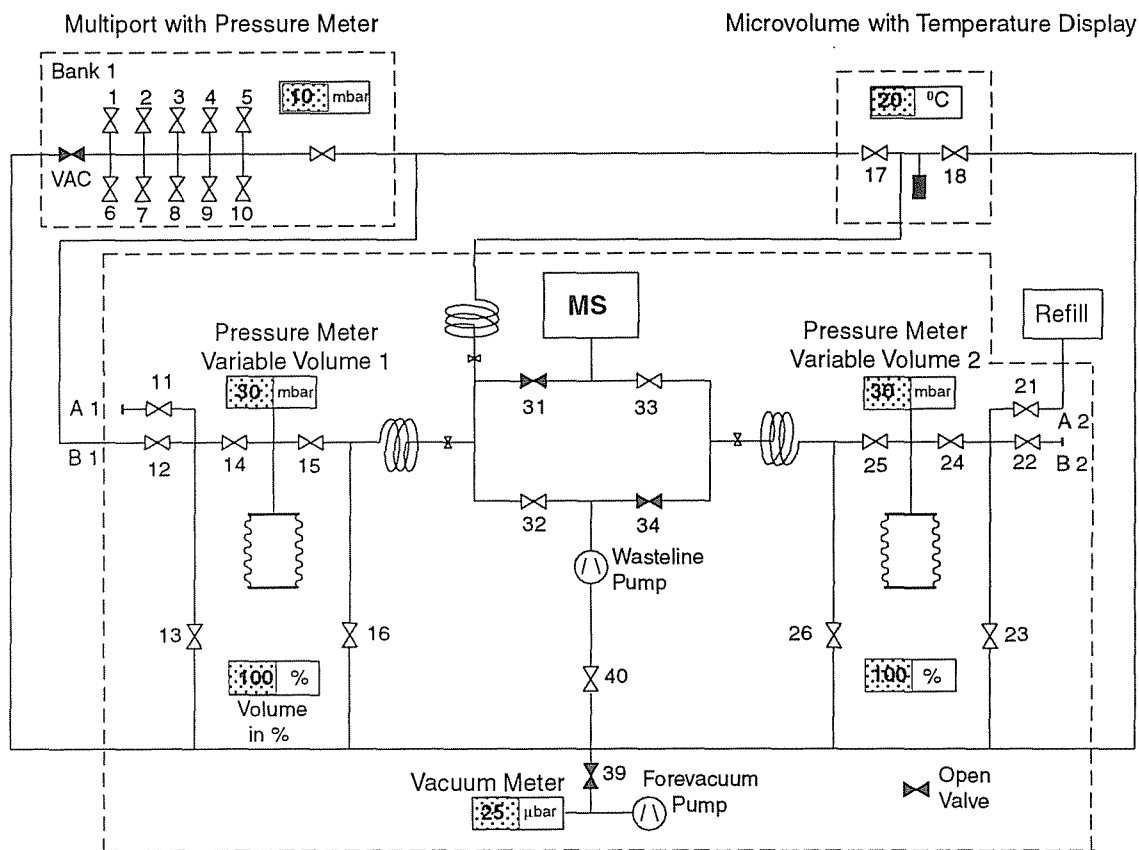 Multiport with Pressure Meter
Microvolume with Temperature Display
Bank 1
1 2 3 4 5
10 mbar
20 ⁰C
VAC
6 7 8 9 10
17 18
MS
Refill
Pressure Meter
Variable Volume 1
Pressure Meter
Variable Volume 2
30 mbar
30 mbar
11
21
A 1
A 2
31
33
B 1
B 2
12
14
15
25
24
22
32
34
Wasteline
Pump
13
16
26
23
40
100 %
100 %
Volume
in %
39
Vacuum Meter
25 µbar
Forevacuum
Pump
Open
Valve